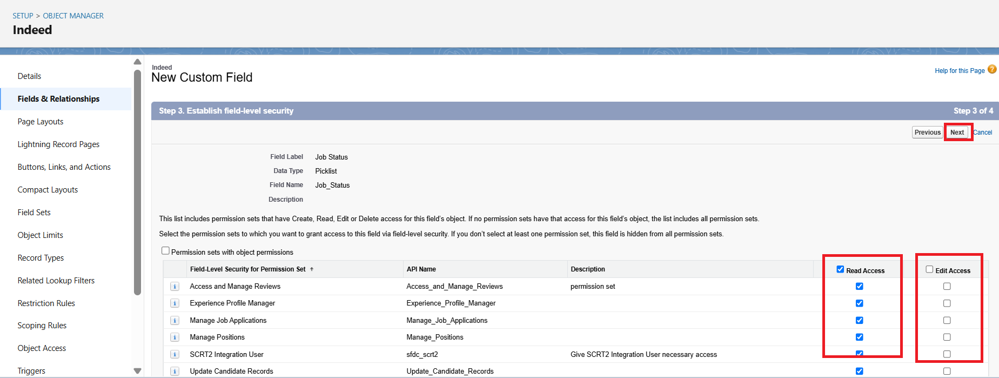 SETUP > OBJECT MANAGER
Indeed
Details
Fields & Relationships
Page Layouts
Lightning Record Pages
Buttons, Links, and Actions
Compact Layouts
Field Sets
Object Limits
Record Types
Related Lookup Filters
Restriction Rules
Scoping Rules
Object Access
Triggers
Indeed
New Custom Field
Help for this Page ?
Step 3. Establish field-level security Step 3 of 4
Previous Next Cancel
Field Label Job Status
Data Type Picklist
Field Name Job_Status
Description
This list includes permission sets that have Create, Read, Edit or Delete access for this field's object. If no permission sets have that access for this field's object, the list includes all permission sets.
Select the permission sets to which you want to grant access to this field via field-level security. If you don't select at least one permission set, this field is hidden from all permission sets.
Permission sets with object permissions
Field-Level Security for Permission Set ↑ API Name Description Read Access Edit Access
i Access and Manage Reviews Access_and_Manage_Reviews permission set
i Experience Profile Manager Experience_Profile_Manager
i Manage Job Applications Manage_Job_Applications
i Manage Positions Manage_Positions
i SCRT2 Integration User sfdc_scrt2 Give SCRT2 Integration User necessary access
i Update Candidate Records Update_Candidate_Records